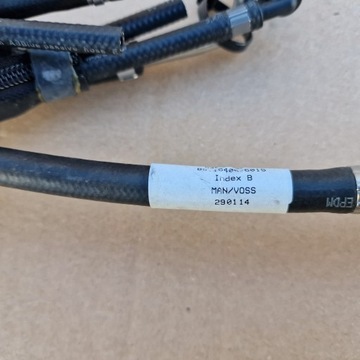 Index B
MAN/VOSS
290114
EPDM